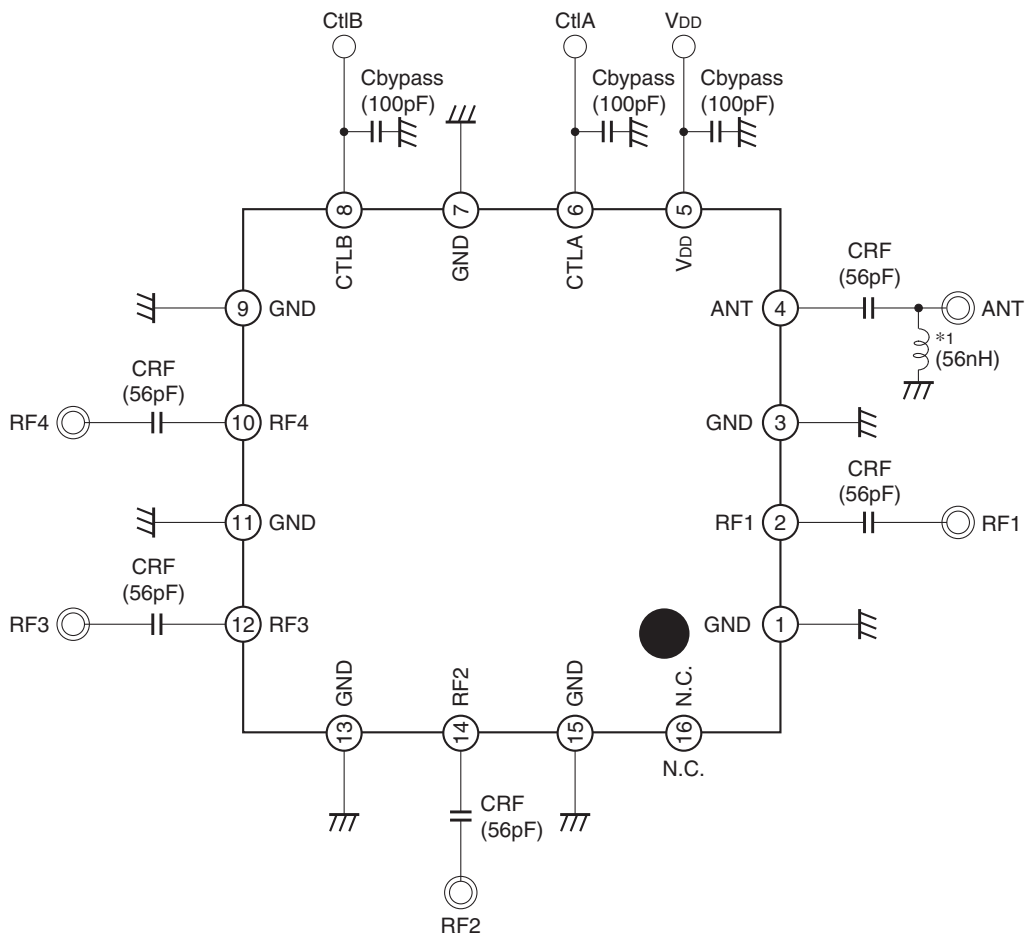 CtlB
CtlA
VDD
Cbypass
(100pF)
Cbypass
(100pF)
Cbypass
(100pF)
8
7
6
5
CTLB
GND
CTLA
VDD
CRF
(56pF)
9
GND
ANT
4
ANT
*1
(56nH)
CRF
(56pF)
RF4
10
RF4
GND
3
CRF
(56pF)
11
GND
RF1
2
RF1
CRF
(56pF)
RF3
12
RF3
GND
1
GND
RF2
GND
N.C.
13
14
15
16
N.C.
CRF
(56pF)
RF2